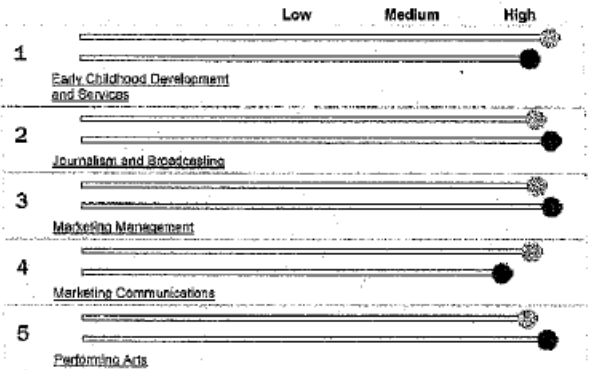 Low Medium High
1
Early Childhood Development
and Services
2
Journalism and Broadcasting
3
Marketing Management
4
Marketing Communications
5
Performing Arts